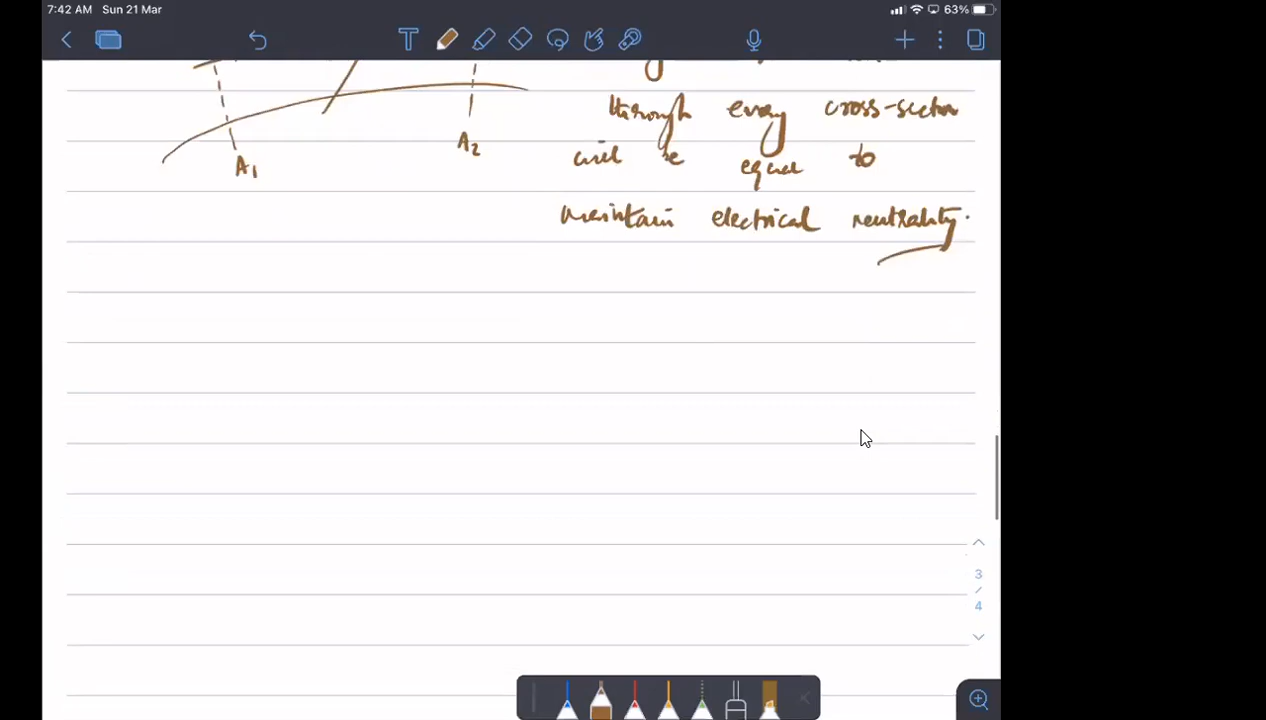 7:42 AM Sun 21 Mar
63%
T
through every cross-section
will be equal to
maintain electrical neutrality.
A1
A2
3
/
4